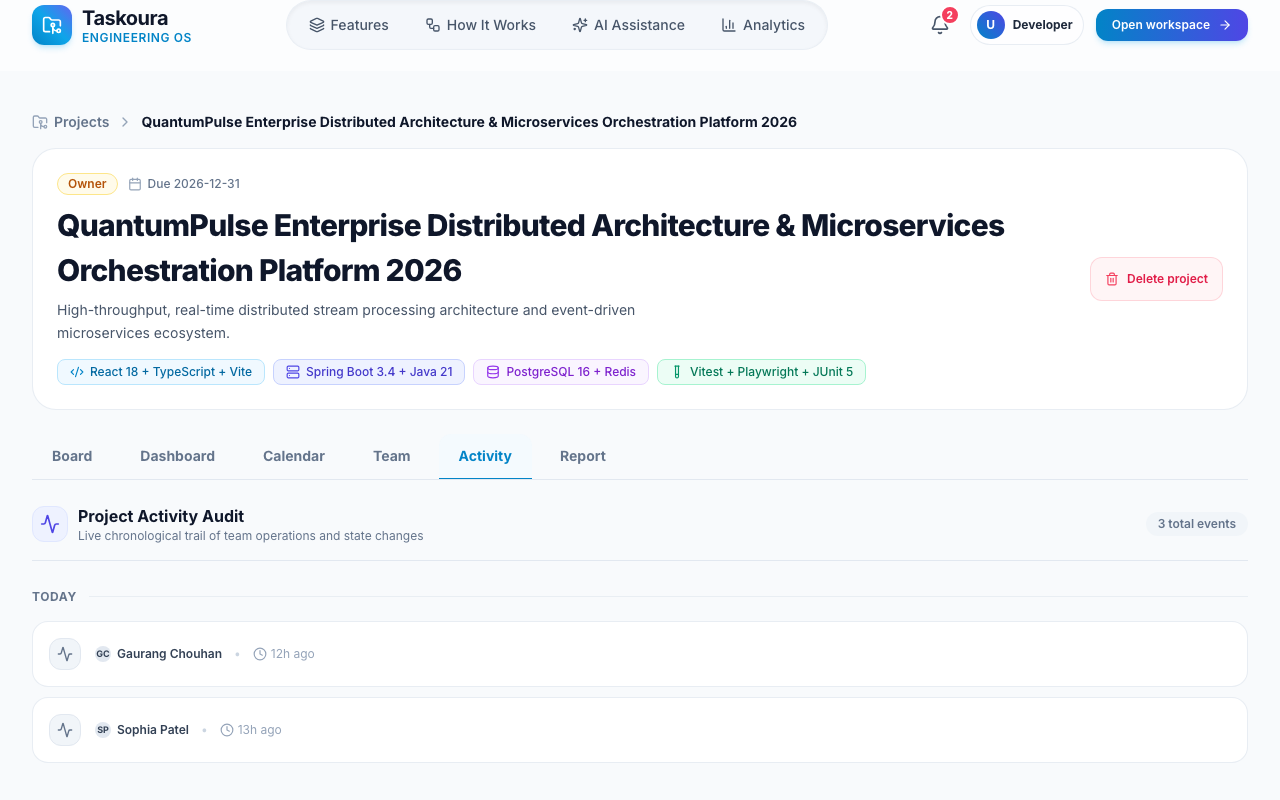 Taskoura
ENGINEERING OS
Features
How It Works
AI Assistance
Analytics
2
U
Developer
Open workspace
Projects
QuantumPulse Enterprise Distributed Architecture & Microservices Orchestration Platform 2026
Owner
Due 2026-12-31
QuantumPulse Enterprise Distributed Architecture & Microservices
Orchestration Platform 2026
High-throughput, real-time distributed stream processing architecture and event-driven
microservices ecosystem.
Delete project
React 18 + TypeScript + Vite
Spring Boot 3.4 + Java 21
PostgreSQL 16 + Redis
Vitest + Playwright + JUnit 5
Board
Dashboard
Calendar
Team
Activity
Report
Project Activity Audit
Live chronological trail of team operations and state changes
3 total events
TODAY
GC
Gaurang Chouhan
•
12h ago
SP
Sophia Patel
•
13h ago